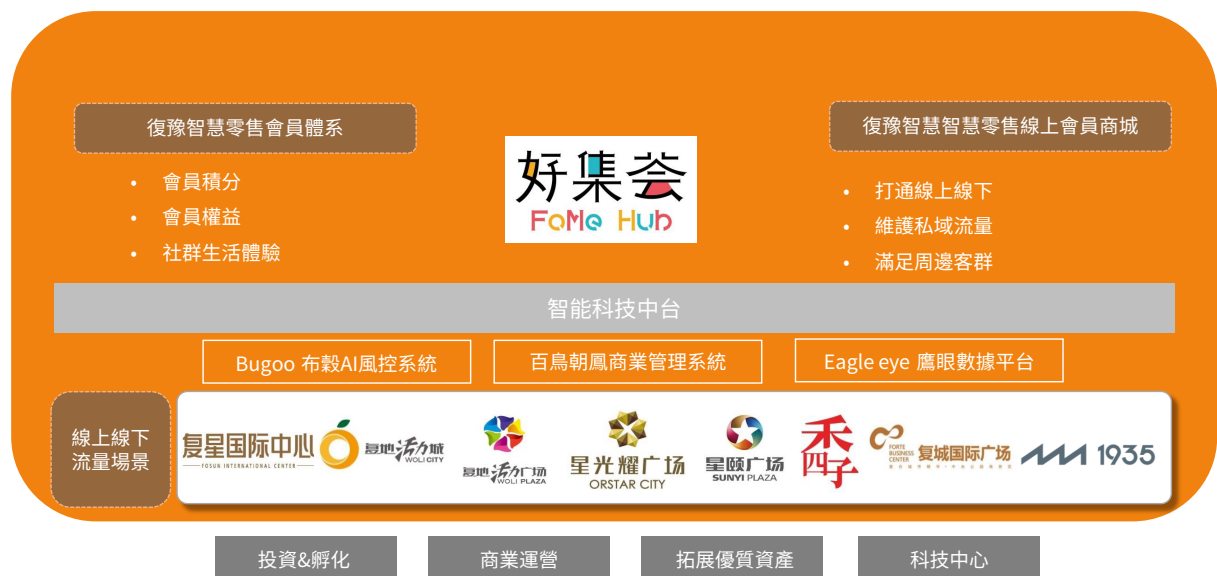 復豫智慧零售會員體系
復豫智慧智慧零售線上會員商城
好集荟
FoMe Hub
• 會員積分
• 會員權益
• 社群生活體驗
• 打通線上線下
• 維護私域流量
• 滿足周邊客群
智能科技中台
Bugoo 布穀AI風控系統
百鳥朝鳳商業管理系統
Eagle eye 鷹眼數據平台
線上線下
流量場景
复星国际中心
FOSUN INTERNATIONAL CENTER
复地活力城
WOLI CITY
复地活力广场
WOLI PLAZA
星光耀广场
ORSTAR CITY
星颐广场
SUNYI PLAZA
禾
四子
FORTE
BUSINESS
CENTER
复城国际广场
1935
投資&孵化
商業運營
拓展優質資產
科技中心